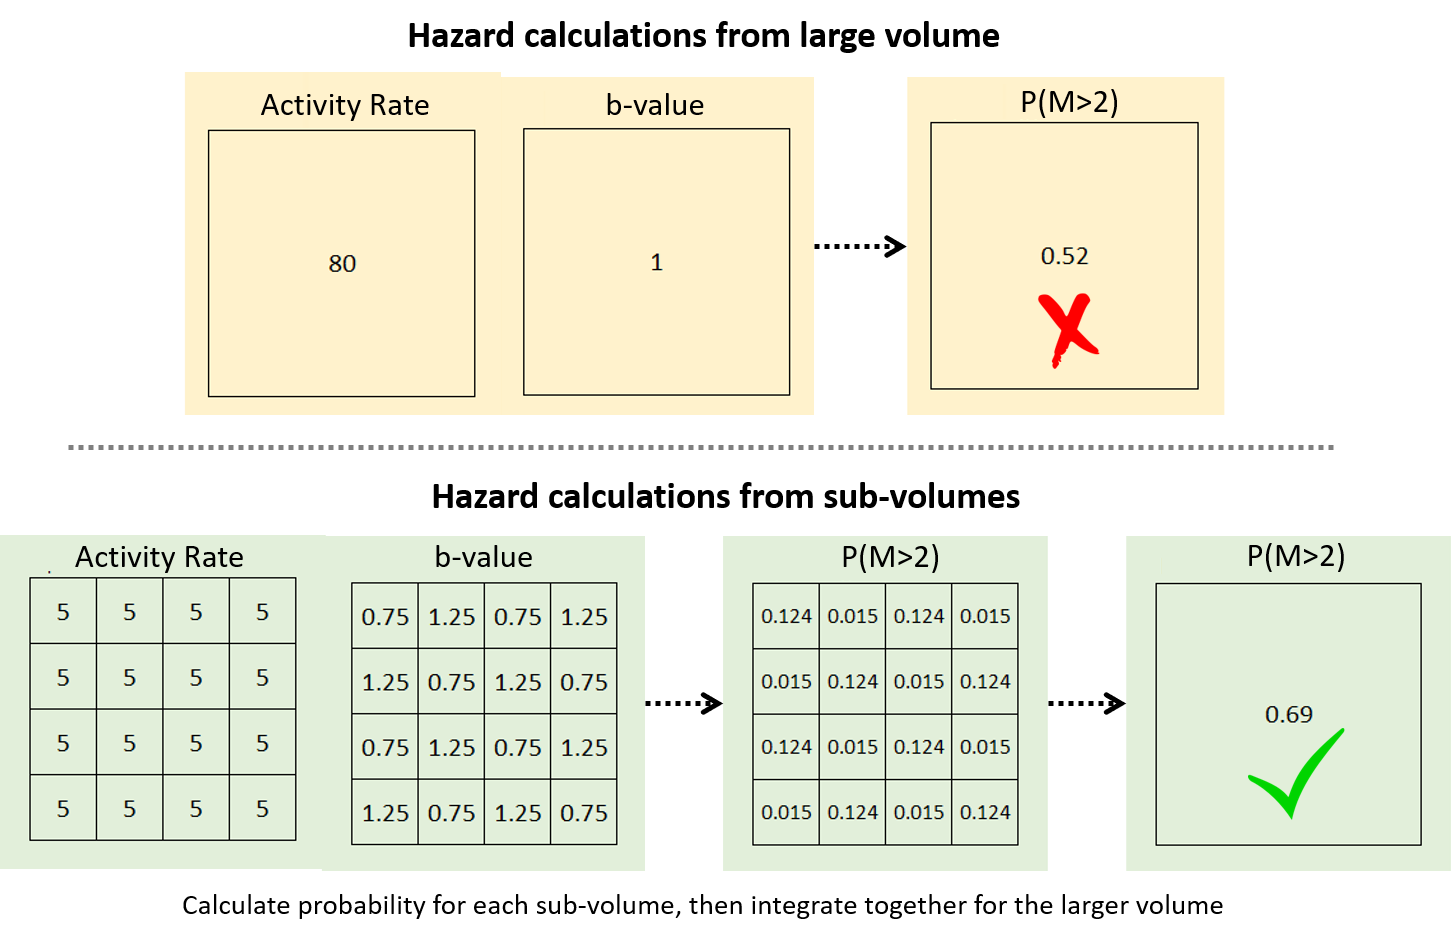 Hazard calculations from large volume
Activity Rate b-value P(M>2)
80 1 0.52
Hazard calculations from sub-volumes
Activity Rate b-value P(M>2) P(M>2)
5 5 5 5 0.75 1.25 0.75 1.25 0.124 0.015 0.124 0.015
5 5 5 5 1.25 0.75 1.25 0.75 0.015 0.124 0.015 0.124
0.69
5 5 5 5 0.75 1.25 0.75 1.25 0.124 0.015 0.124 0.015
5 5 5 5 1.25 0.75 1.25 0.75 0.015 0.124 0.015 0.124
Calculate probability for each sub-volume, then integrate together for the larger volume